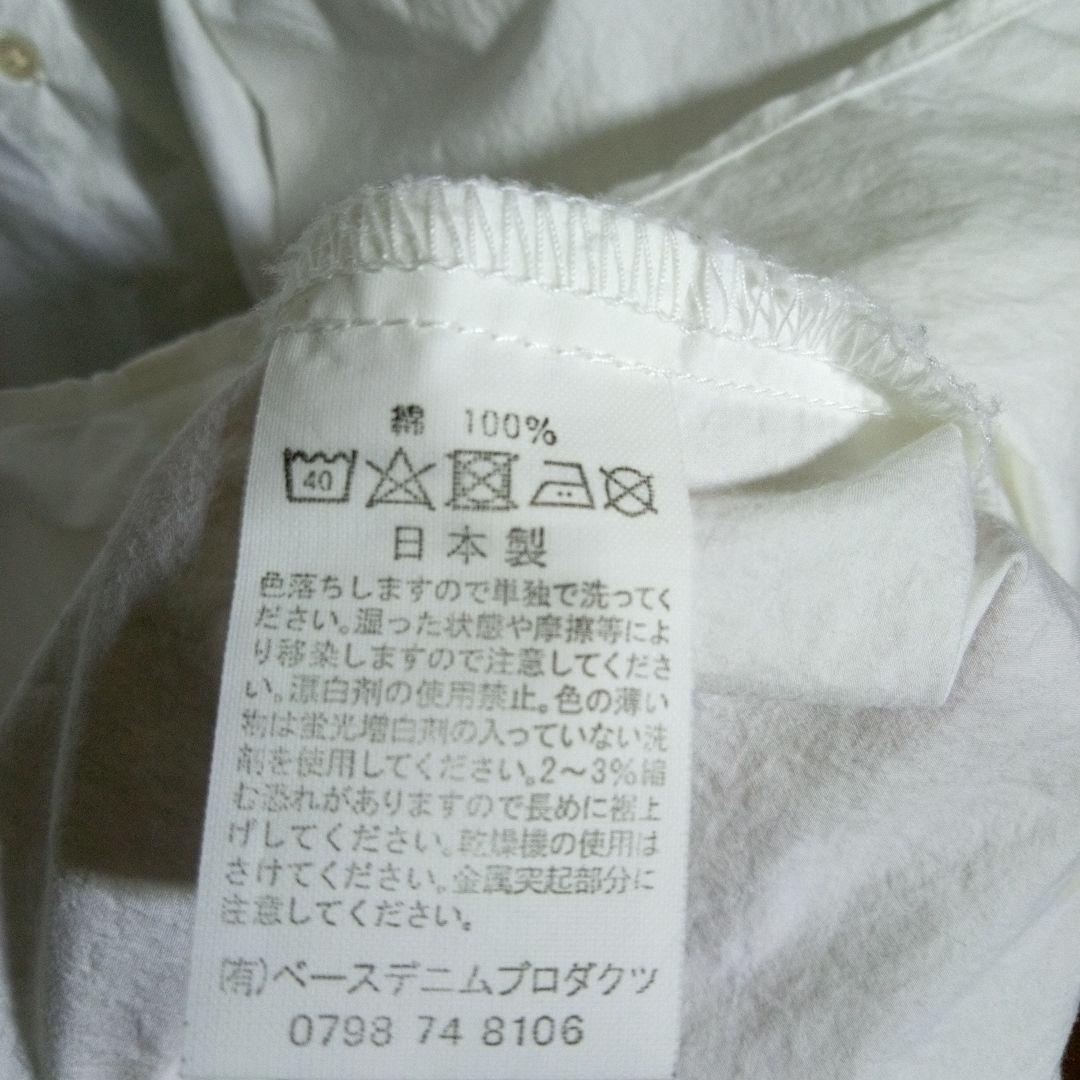 綿 100%
40
日本製
色落ちしますので単独で洗ってく
ださい。湿った状態や摩擦等によ
り移染しますので注意してくださ
い。漂白剤の使用禁止。色の薄い
物は蛍光増白剤の入っていない洗
剤を使用してください。2〜3%縮
む恐れがありますので長めに裾上
げしてください。乾燥機の使用は
さけてください。金属突起部分に
注意してください。
(有)ベースデニムプロダクツ
0798 74 8106